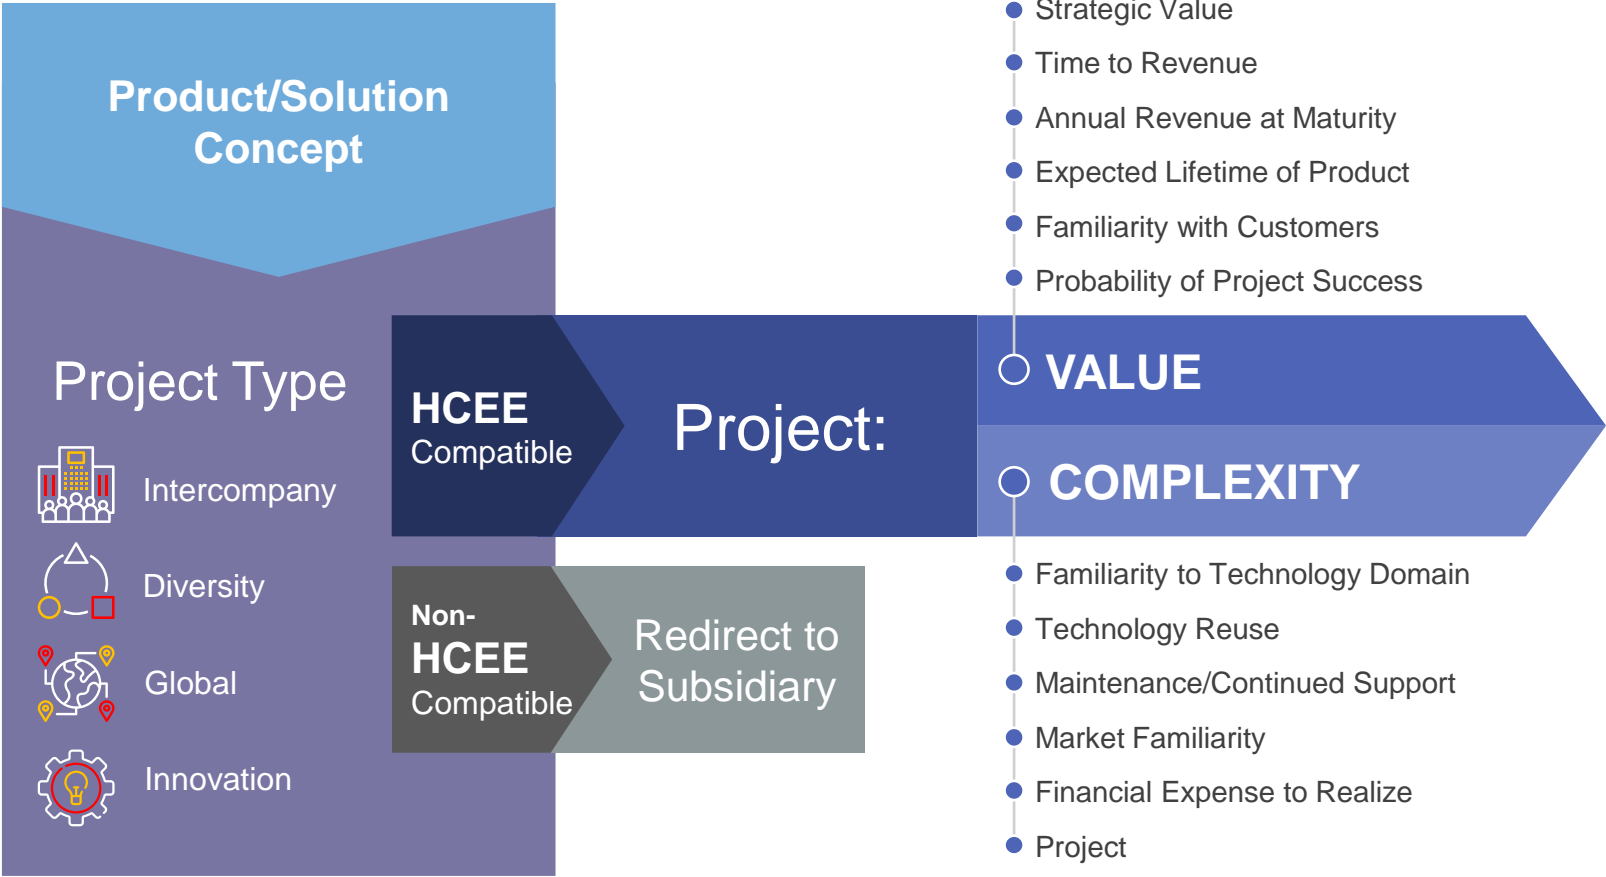 Product/Solution
Concept
Project Type
Intercompany
Diversity
Global
Innovation
HCEE
Compatible
Project:
Non-
HCEE
Compatible
Redirect to
Subsidiary
Strategic Value
Time to Revenue
Annual Revenue at Maturity
Expected Lifetime of Product
Familiarity with Customers
Probability of Project Success
VALUE
COMPLEXITY
Familiarity to Technology Domain
Technology Reuse
Maintenance/Continued Support
Market Familiarity
Financial Expense to Realize
Project